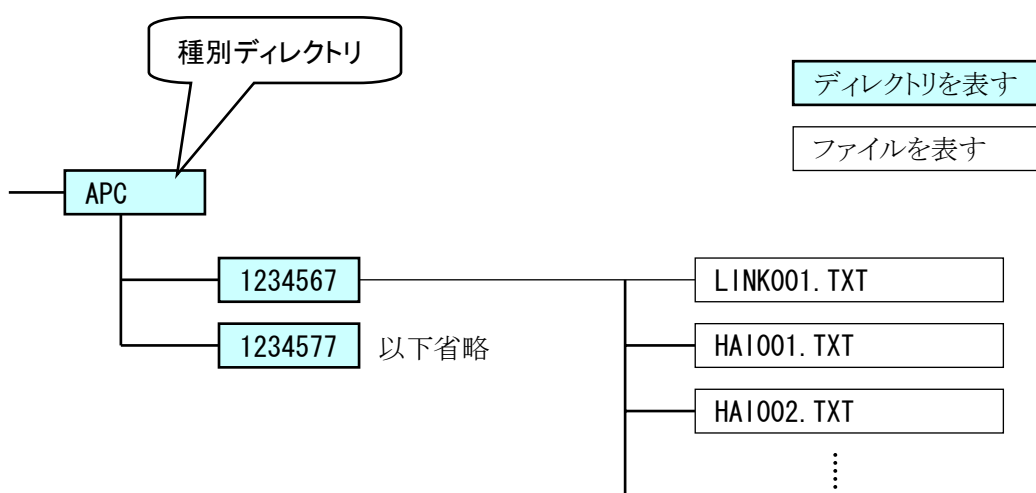 種別ディレクトリ
ディレクトリを表す
ファイルを表す
APC
1234567
LINK001.TXT
1234577
以下省略
HAI001.TXT
HAI002.TXT